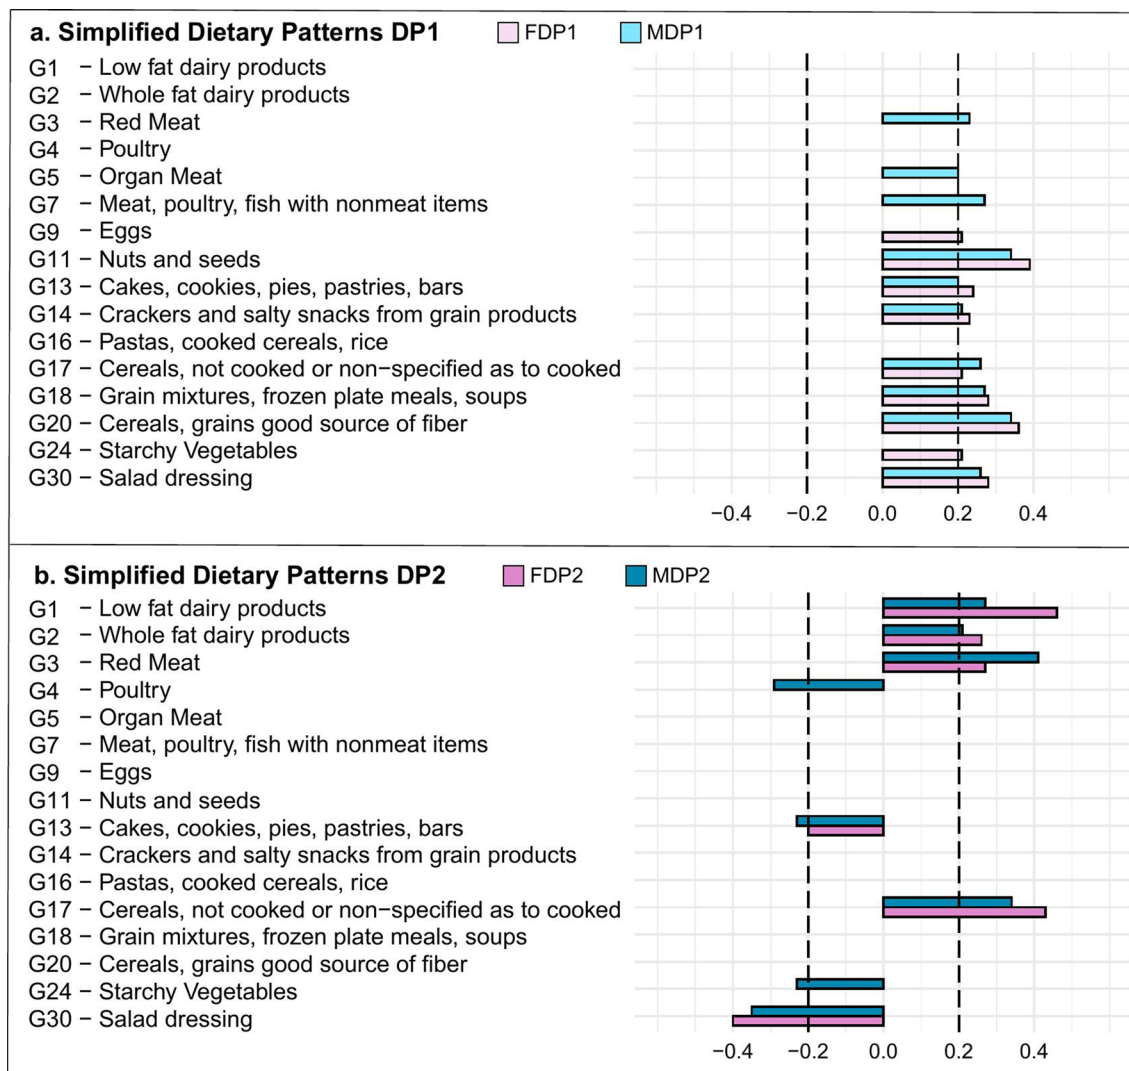 a. Simplified Dietary Patterns DP1 FDP1 MDP1
G1 − Low fat dairy products
G2 − Whole fat dairy products
G3 − Red Meat
G4 − Poultry
G5 − Organ Meat
G7 − Meat, poultry, fish with nonmeat items
G9 − Eggs
G11 − Nuts and seeds
G13 − Cakes, cookies, pies, pastries, bars
G14 − Crackers and salty snacks from grain products
G16 − Pastas, cooked cereals, rice
G17 − Cereals, not cooked or non−specified as to cooked
G18 − Grain mixtures, frozen plate meals, soups
G20 − Cereals, grains good source of fiber
G24 − Starchy Vegetables
G30 − Salad dressing
−0.4 −0.2 0.0 0.2 0.4
b. Simplified Dietary Patterns DP2 FDP2 MDP2
G1 − Low fat dairy products
G2 − Whole fat dairy products
G3 − Red Meat
G4 − Poultry
G5 − Organ Meat
G7 − Meat, poultry, fish with nonmeat items
G9 − Eggs
G11 − Nuts and seeds
G13 − Cakes, cookies, pies, pastries, bars
G14 − Crackers and salty snacks from grain products
G16 − Pastas, cooked cereals, rice
G17 − Cereals, not cooked or non−specified as to cooked
G18 − Grain mixtures, frozen plate meals, soups
G20 − Cereals, grains good source of fiber
G24 − Starchy Vegetables
G30 − Salad dressing
−0.4 −0.2 0.0 0.2 0.4